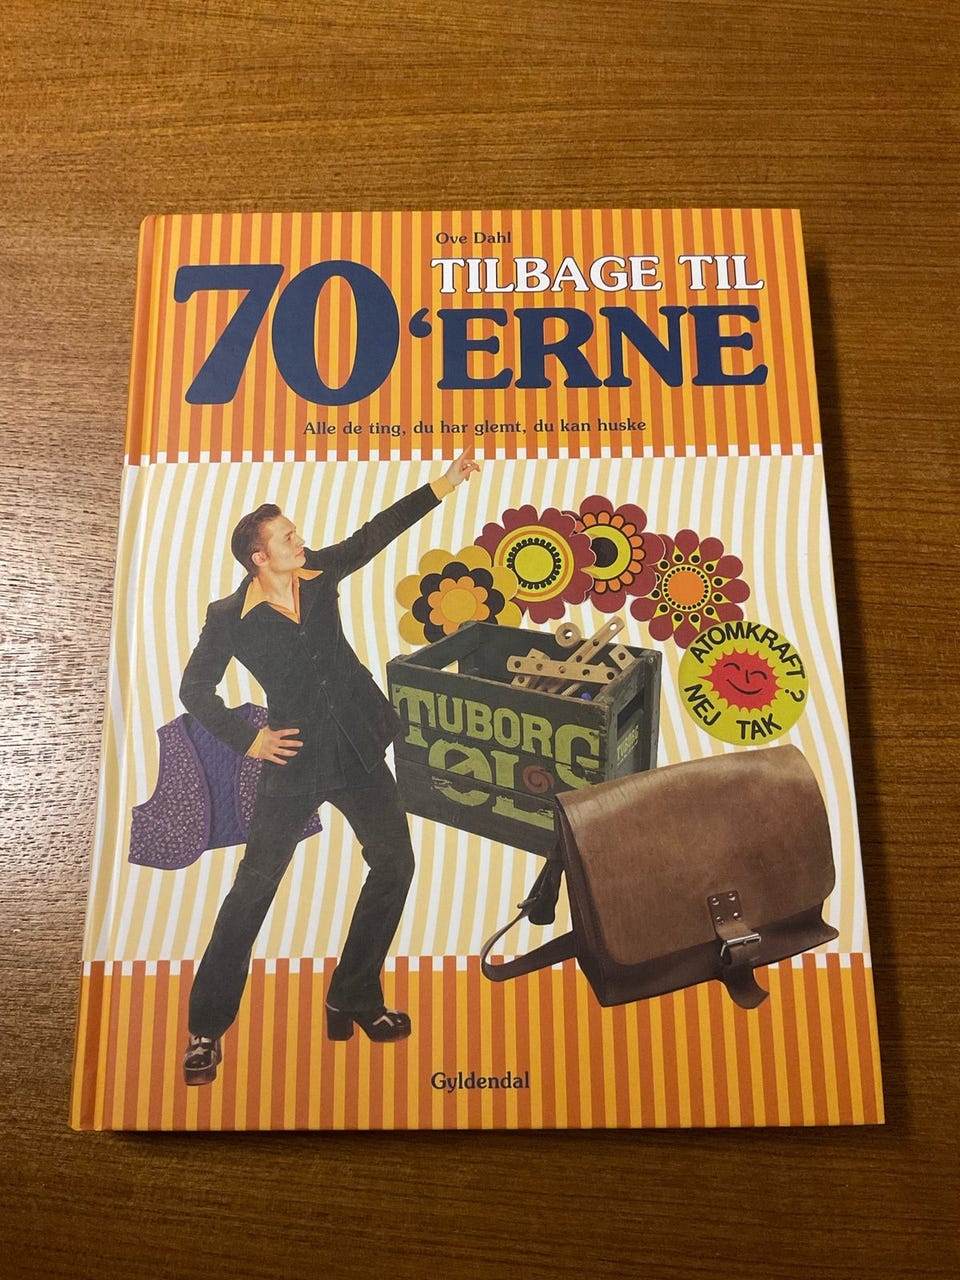 Ove Dahl
TILBAGE TIL
70'ERNE
Alle de ting, du har glemt, du kan huske
ATOMKRAFT?
NEJ TAK
TUBORG
ØL
TUBORG
Gyldendal